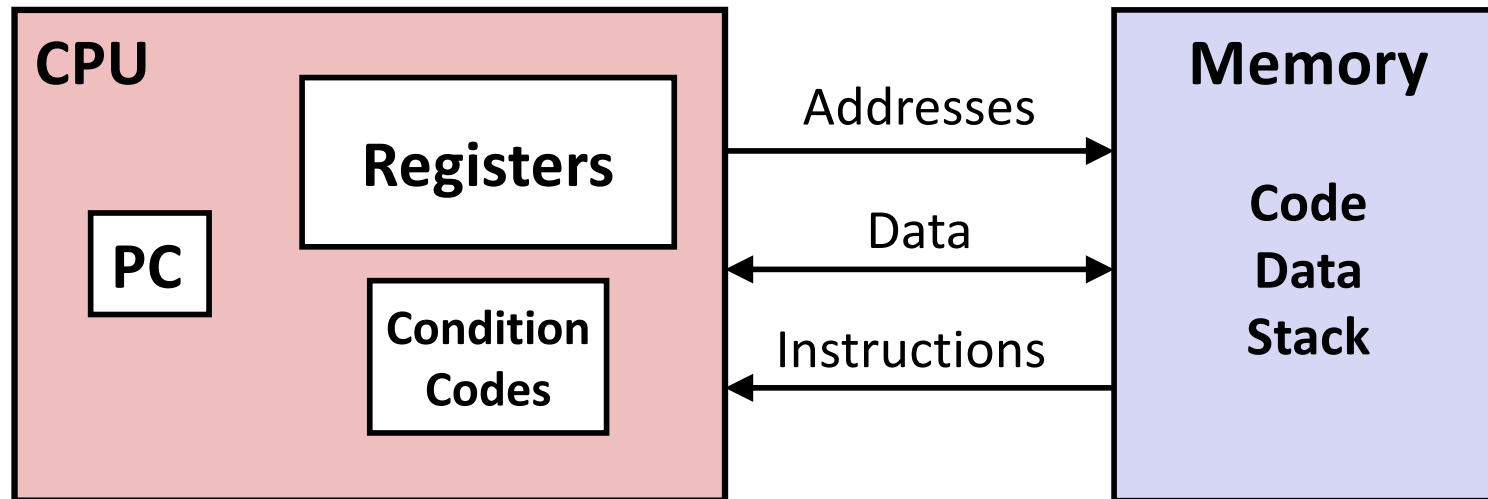 CPU
Registers
PC
Condition
Codes
Addresses
Data
Instructions
Memory
Code
Data
Stack